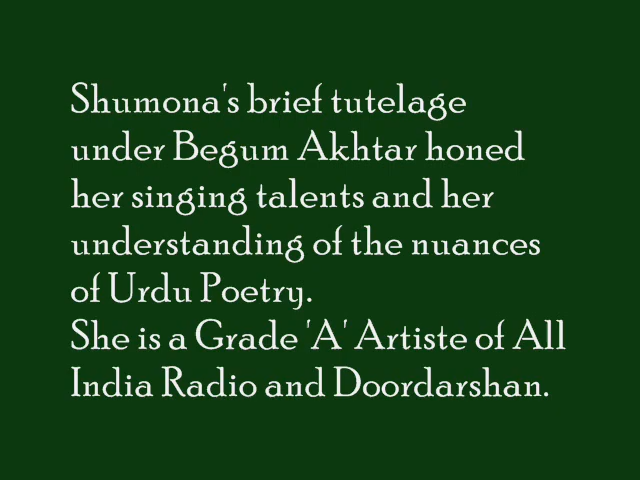 Shumona's brief tutelage
under Begum Akhtar honed
her singing talents and her
understanding of the nuances
of Urdu Poetry.
She is a Grade 'A' Artiste of All
India Radio and Doordarshan.